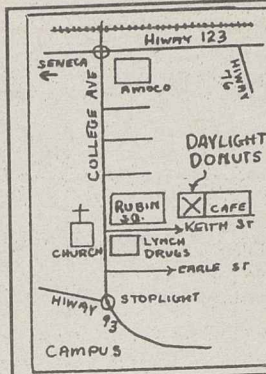 HIWAY 123
SENECA
AMOCO
HIWAY 76
COLLEGE AVE
DAYLIGHT
DONUTS
RUBIN
SQ.
CAFE
KEITH ST
CHURCH
LYNCH
DRUGS
EARLE ST
HIWAY 93
STOPLIGHT
CAMPUS